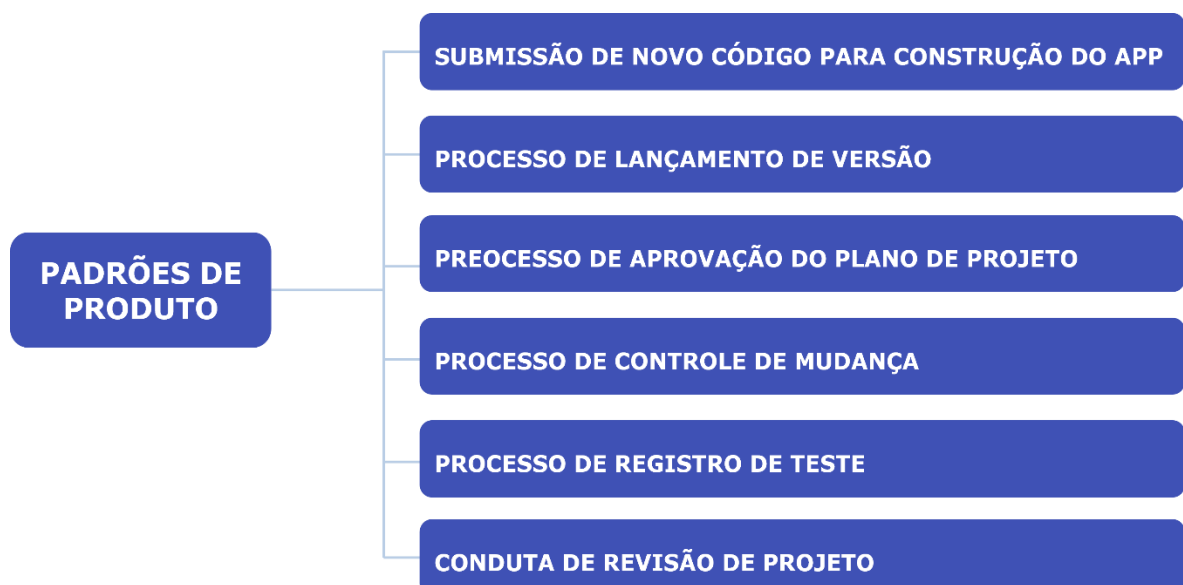 PADRÕES DE
PRODUTO
SUBMISSÃO DE NOVO CÓDIGO PARA CONSTRUÇÃO DO APP
PROCESSO DE LANÇAMENTO DE VERSÃO
PREOCESSO DE APROVAÇÃO DO PLANO DE PROJETO
PROCESSO DE CONTROLE DE MUDANÇA
PROCESSO DE REGISTRO DE TESTE
CONDUTA DE REVISÃO DE PROJETO